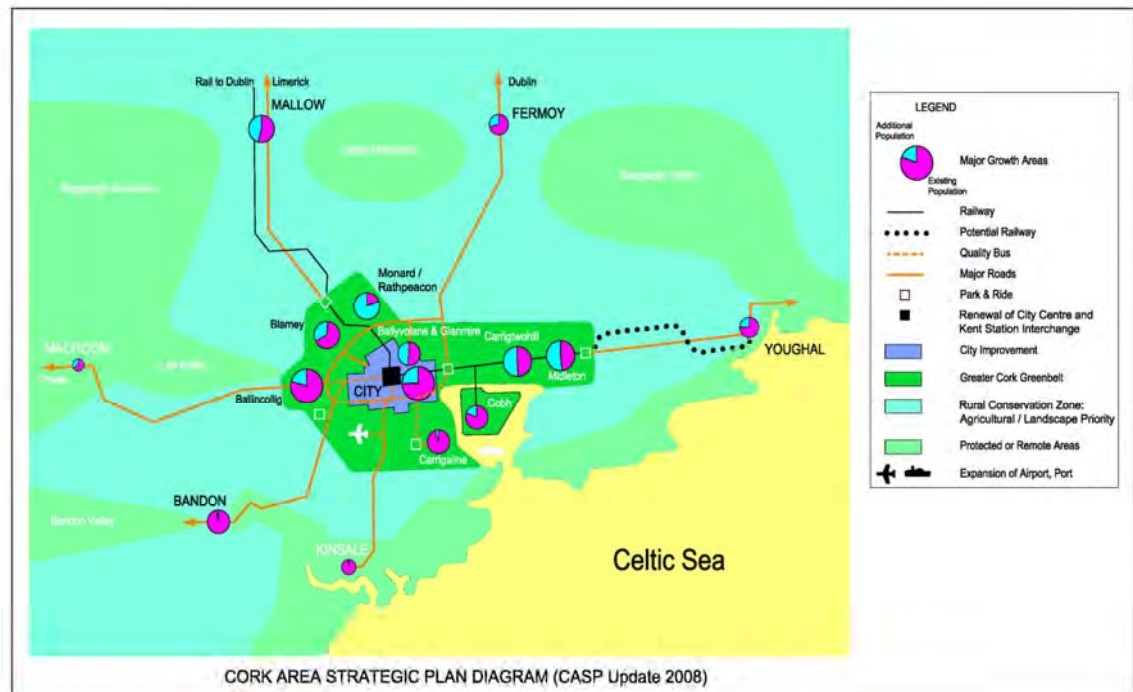 Rail to Dublin
Limerick
MALLOW
Dublin
FERMOY
Monard /
Rathpeacon
Blarney
Ballyvolane & Glanmire
Carrigtwohill
MACROOM
YOUGHAL
Midleton
CITY
Ballincollig
Cobh
Carrigaline
BANDON
Bandon Valley
KINSALE
Celtic Sea
CORK AREA STRATEGIC PLAN DIAGRAM (CASP Update 2008)
LEGEND
Additional
Population
Major Growth Areas
Existing
Population
Railway
Potential Railway
Quality Bus
Major Roads
Park & Ride
Renewal of City Centre and
Kent Station Interchange
City Improvement
Greater Cork Greenbelt
Rural Conservation Zone:
Agricultural / Landscape Priority
Protected or Remote Areas
Expansion of Airport, Port